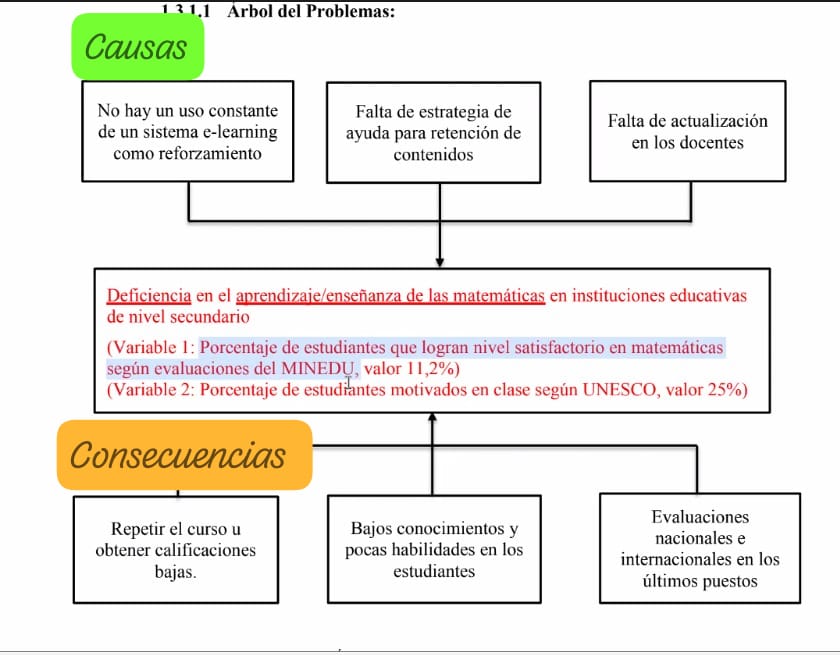 1.3.1.1 Árbol del Problemas:
Causas
No hay un uso constante
de un sistema e-learning
como reforzamiento
Falta de estrategia de
ayuda para retención de
contenidos
Falta de actualización
en los docentes
Deficiencia en el aprendizaje/enseñanza de las matemáticas en instituciones educativas
de nivel secundario
(Variable 1: Porcentaje de estudiantes que logran nivel satisfactorio en matemáticas
según evaluaciones del MINEDU, valor 11,2%)
(Variable 2: Porcentaje de estudiantes motivados en clase según UNESCO, valor 25%)
Consecuencias
Repetir el curso u
obtener calificaciones
bajas.
Bajos conocimientos y
pocas habilidades en los
estudiantes
Evaluaciones
nacionales e
internacionales en los
últimos puestos